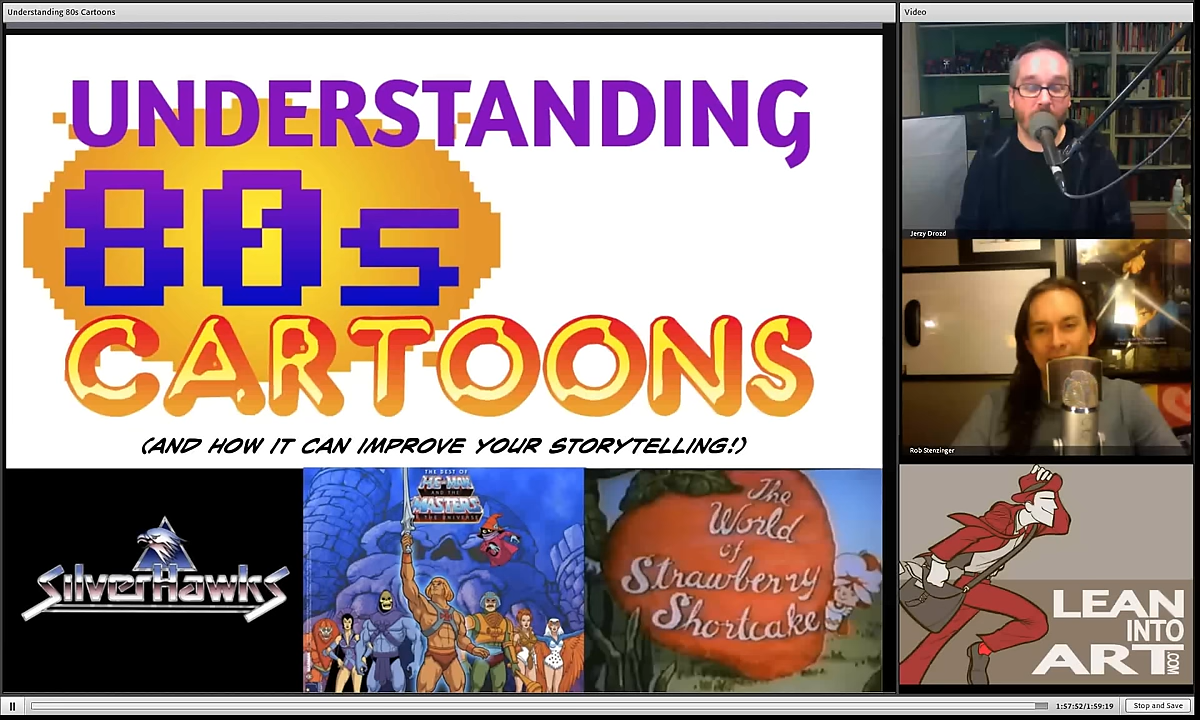 Understanding 80s Cartoons
Video
UNDERSTANDING
80s
CARTOONS
(AND HOW IT CAN IMPROVE YOUR STORYTELLING!)
SilverHawks
THE BEST OF
HE-MAN
AND THE
MASTERS
OF THE UNIVERSE
The
World
of
Strawberry
Shortcake
Jerzy Drozd
Rob Stenzinger
LEAN
INTO
ART
.COM
1:57:52/1:59:19
Stop and Save